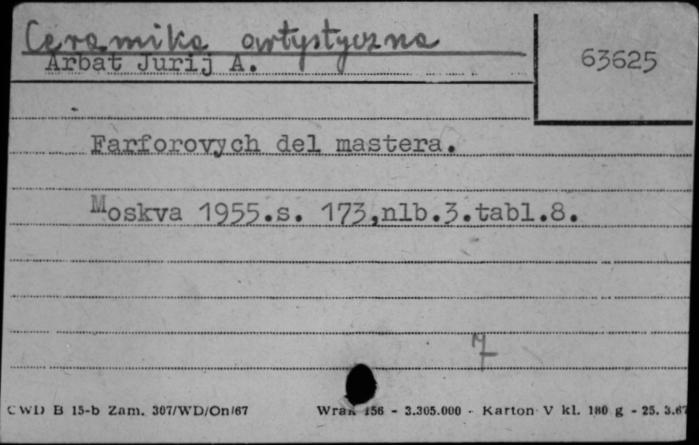 Ceramika artystyczna
63625
Arbat Jurij A.
Farforovych del mastera.
Moskva 1955.s. 173,nlb.3.tabl.8.
7
CWD B 15-b Zam. 307/WD/On/67 Wrak 156 - 3.305.000 - Karton V kl. 180 g - 25. 3.67